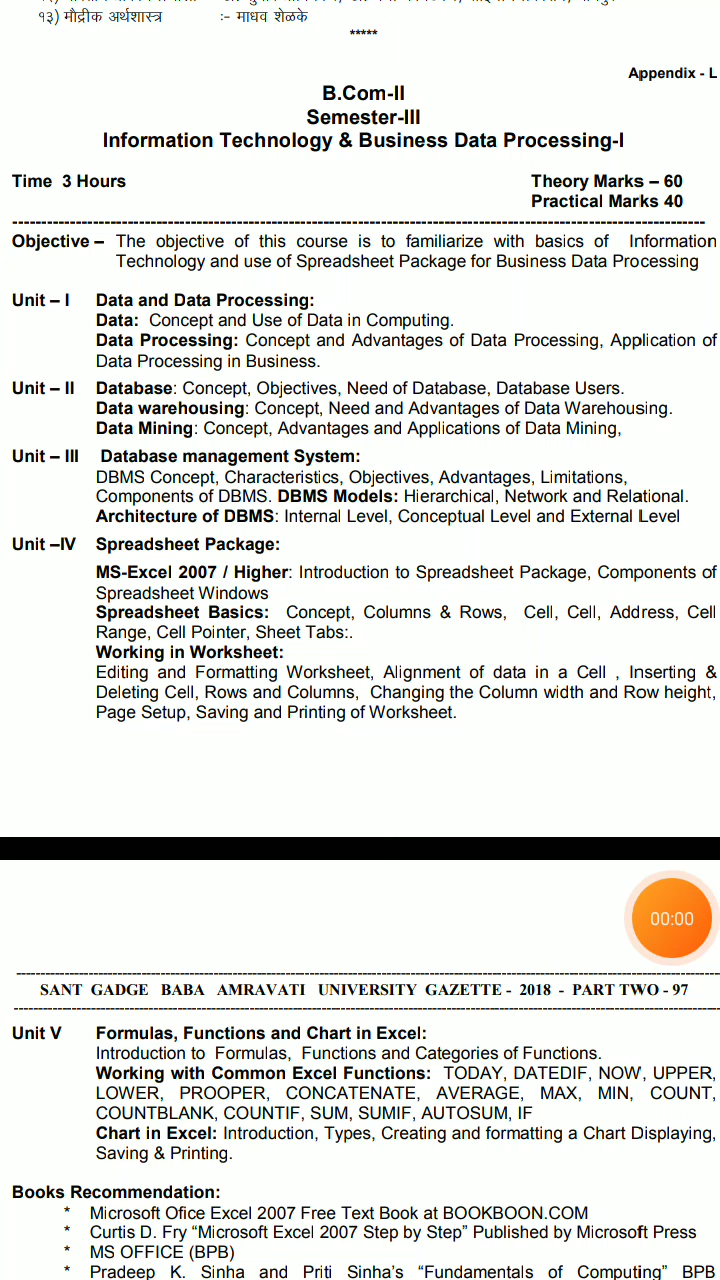 १३) मौद्रीक अर्थशास्त्र :- माधव शेळके
*****
Appendix - L
B.Com-II
Semester-III
Information Technology & Business Data Processing-I
Time 3 Hours Theory Marks – 60
Practical Marks 40
Objective – The objective of this course is to familiarize with basics of Information
Technology and use of Spreadsheet Package for Business Data Processing
Unit – I Data and Data Processing:
Data: Concept and Use of Data in Computing.
Data Processing: Concept and Advantages of Data Processing, Application of
Data Processing in Business.
Unit – II Database: Concept, Objectives, Need of Database, Database Users.
Data warehousing: Concept, Need and Advantages of Data Warehousing.
Data Mining: Concept, Advantages and Applications of Data Mining,
Unit – III Database management System:
DBMS Concept, Characteristics, Objectives, Advantages, Limitations,
Components of DBMS. DBMS Models: Hierarchical, Network and Relational.
Architecture of DBMS: Internal Level, Conceptual Level and External Level
Unit –IV Spreadsheet Package:
MS-Excel 2007 / Higher: Introduction to Spreadsheet Package, Components of
Spreadsheet Windows
Spreadsheet Basics: Concept, Columns & Rows, Cell, Cell, Address, Cell
Range, Cell Pointer, Sheet Tabs:.
Working in Worksheet:
Editing and Formatting Worksheet, Alignment of data in a Cell , Inserting &
Deleting Cell, Rows and Columns, Changing the Column width and Row height,
Page Setup, Saving and Printing of Worksheet.
00:00
SANT GADGE BABA AMRAVATI UNIVERSITY GAZETTE - 2018 - PART TWO - 97
Unit V Formulas, Functions and Chart in Excel:
Introduction to Formulas, Functions and Categories of Functions.
Working with Common Excel Functions: TODAY, DATEDIF, NOW, UPPER,
LOWER, PROOPER, CONCATENATE, AVERAGE, MAX, MIN, COUNT,
COUNTBLANK, COUNTIF, SUM, SUMIF, AUTOSUM, IF
Chart in Excel: Introduction, Types, Creating and formatting a Chart Displaying,
Saving & Printing.
Books Recommendation:
* Microsoft Ofice Excel 2007 Free Text Book at BOOKBOON.COM
* Curtis D. Fry “Microsoft Excel 2007 Step by Step” Published by Microsoft Press
* MS OFFICE (BPB)
* Pradeep K. Sinha and Priti Sinha's “Fundamentals of Computing” BPB